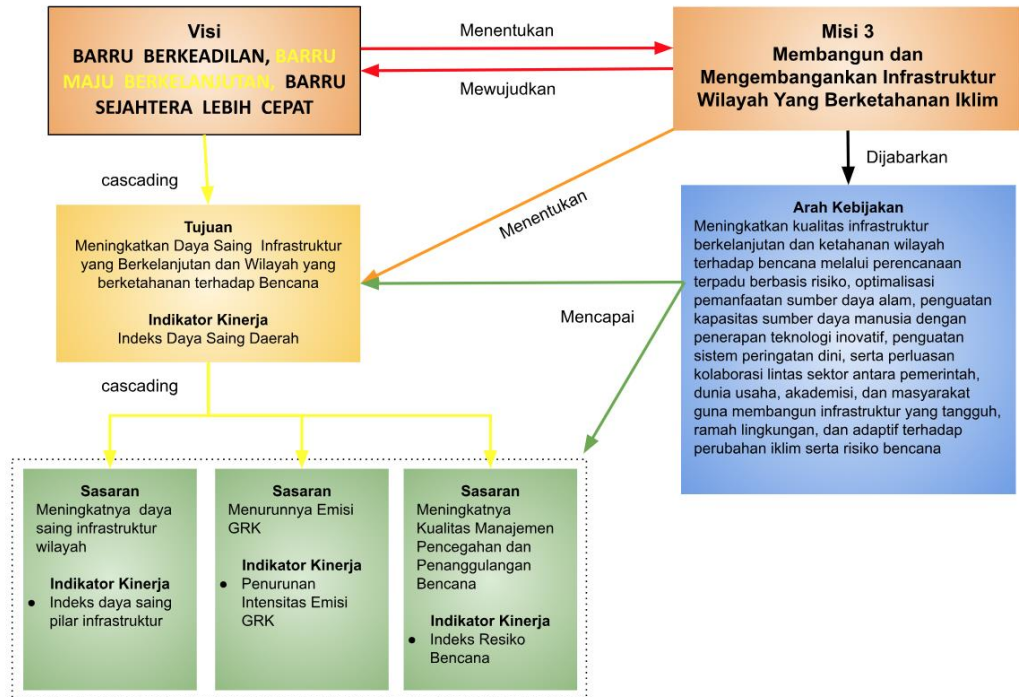 Visi
BARRU BERKEADILAN, BARRU
MAJU BERKELANJUTAN, BARRU
SEJAHTERA LEBIH CEPAT
Menentukan
Mewujudkan
Misi 3
Membangun dan
Mengembangankan Infrastruktur
Wilayah Yang Berketahanan Iklim
cascading
Menentukan
Dijabarkan
Tujuan
Meningkatkan Daya Saing Infrastruktur
yang Berkelanjutan dan Wilayah yang
berketahanan terhadap Bencana
Indikator Kinerja
Indeks Daya Saing Daerah
Mencapai
Arah Kebijakan
Meningkatkan kualitas infrastruktur
berkelanjutan dan ketahanan wilayah
terhadap bencana melalui perencanaan
terpadu berbasis risiko, optimalisasi
pemanfaatan sumber daya alam, penguatan
kapasitas sumber daya manusia dengan
penerapan teknologi inovatif, penguatan
sistem peringatan dini, serta perluasan
kolaborasi lintas sektor antara pemerintah,
dunia usaha, akademisi, dan masyarakat
guna membangun infrastruktur yang tangguh,
ramah lingkungan, dan adaptif terhadap
perubahan iklim serta risiko bencana
cascading
Sasaran
Meningkatnya daya
saing infrastruktur
wilayah
Indikator Kinerja
● Indeks daya saing
pilar infrastruktur
Sasaran
Menurunnya Emisi
GRK
Indikator Kinerja
● Penurunan
Intensitas Emisi
GRK
Sasaran
Meningkatnya
Kualitas Manajemen
Pencegahan dan
Penanggulangan
Bencana
Indikator Kinerja
● Indeks Resiko
Bencana